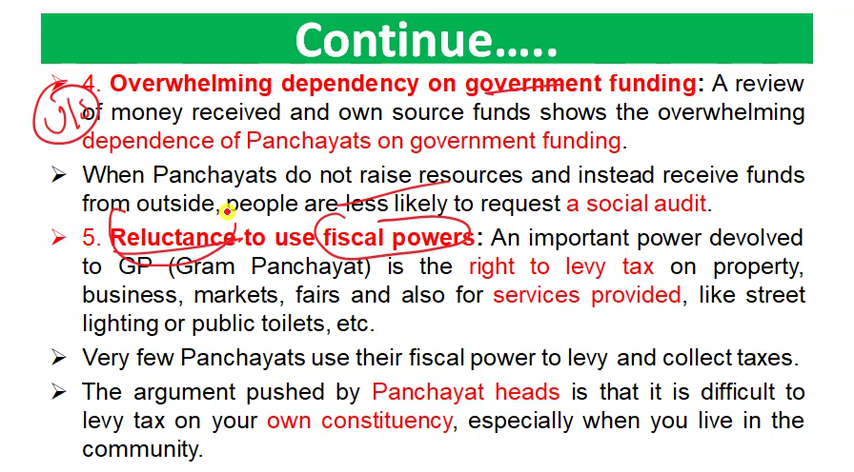 Continue.....
➤ 4. Overwhelming dependency on government funding: A review
of money received and own source funds shows the overwhelming
dependence of Panchayats on government funding.
➤ When Panchayats do not raise resources and instead receive funds
from outside, people are less likely to request a social audit.
➤ 5. Reluctance to use fiscal powers: An important power devolved
to GP (Gram Panchayat) is the right to levy tax on property,
business, markets, fairs and also for services provided, like street
lighting or public toilets, etc.
➤ Very few Panchayats use their fiscal power to levy and collect taxes.
➤ The argument pushed by Panchayat heads is that it is difficult to
levy tax on your own constituency, especially when you live in the
community.